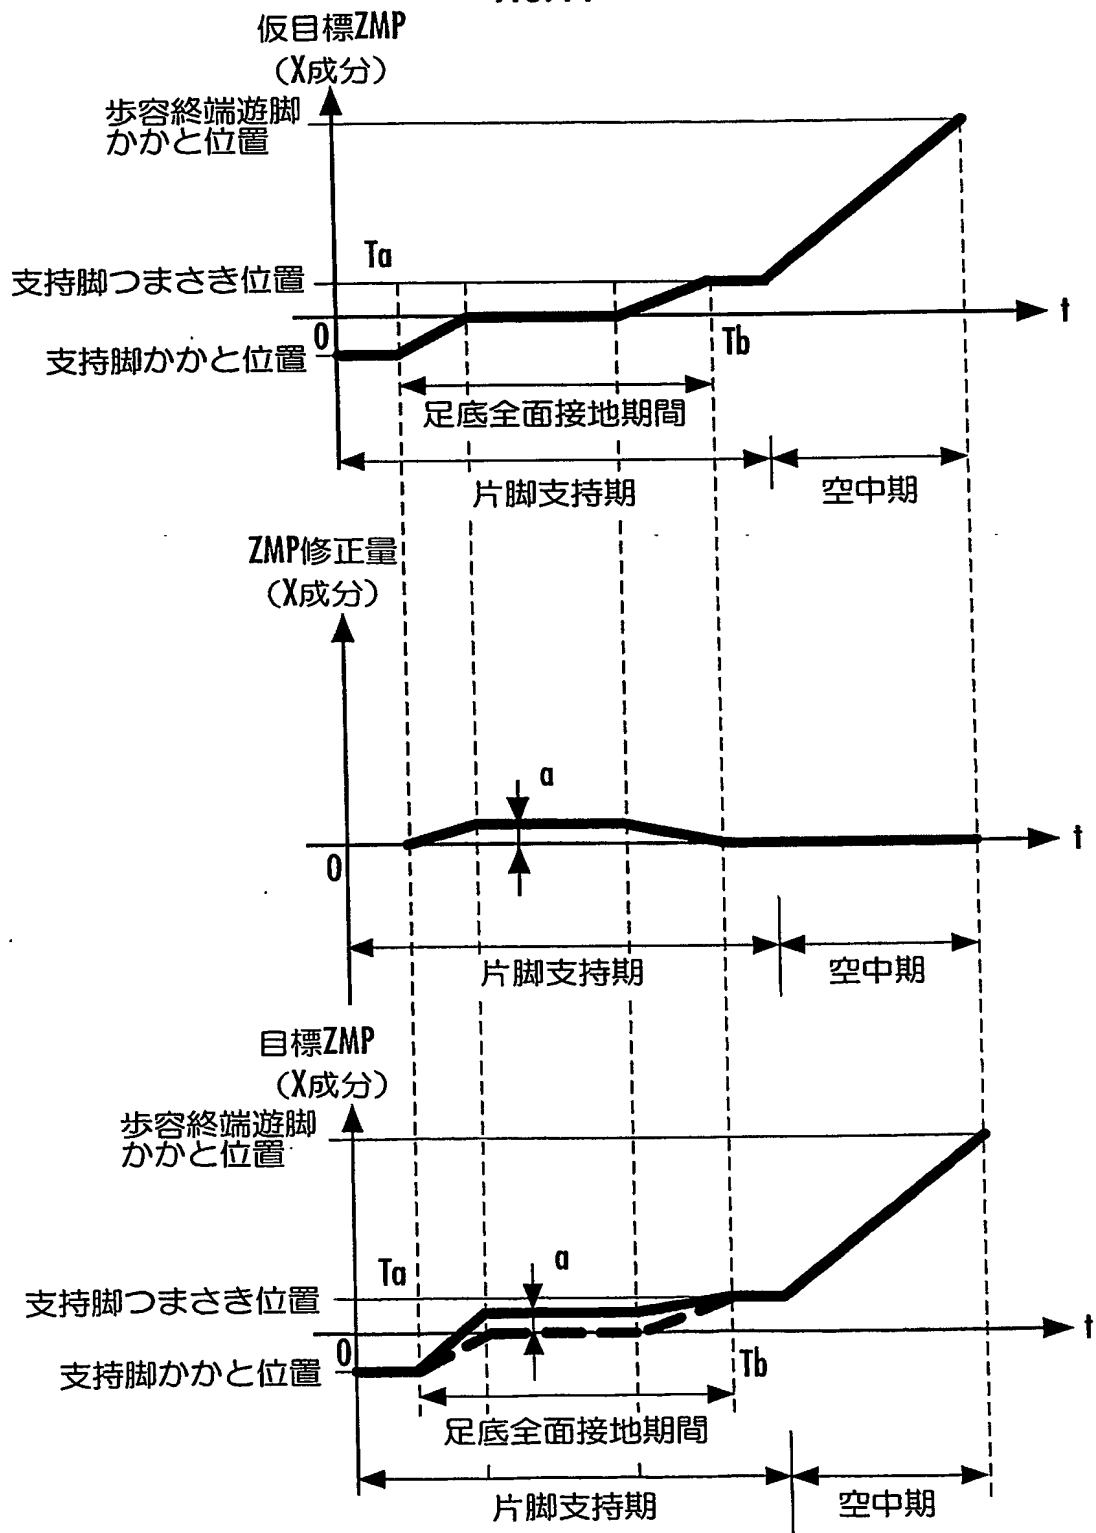 仮目標ZMP
(X成分)
歩容終端遊脚
かかと位置
Ta
支持脚つまさき位置
t
0
Tb
支持脚かかと位置
足底全面接地期間
片脚支持期
空中期
ZMP修正量
(X成分)
a
t
0
片脚支持期
空中期
目標ZMP
(X成分)
歩容終端遊脚
かかと位置
Ta
a
支持脚つまさき位置
t
0
Tb
支持脚かかと位置
足底全面接地期間
片脚支持期
空中期